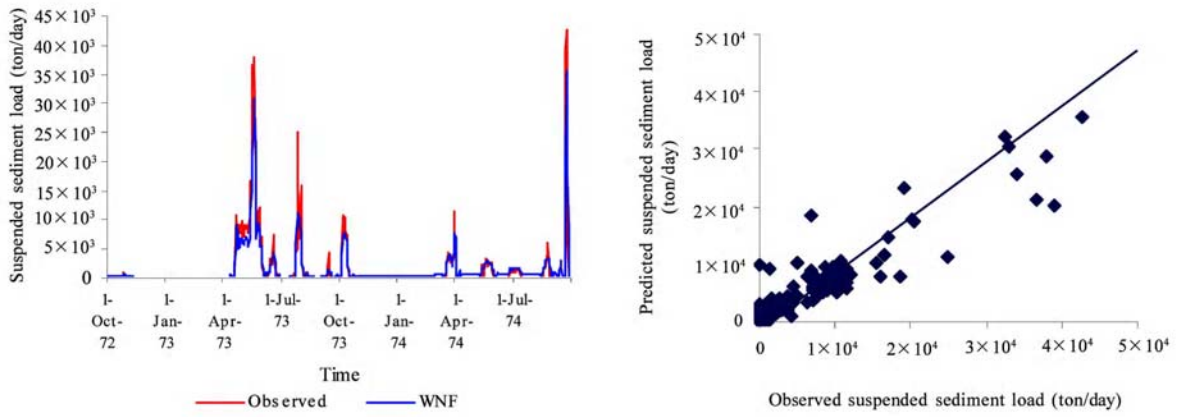 Suspended sediment load (ton/day)
45×10³
40×10³
35×10³
30×10³
25×10³
20×10³
15×10³
10×10³
5×10³
0
1-
Oct-
72
1-
Jan-
73
1-
Apr-
73
1-Jul-
73
1-
Oct-
73
1-
Jan-
74
1-
Apr-
74
1-Jul-
74
Time
Observed
WNF
Predicted suspended sediment load
(ton/day)
5×10⁴
4×10⁴
3×10⁴
2×10⁴
1×10⁴
0
0
1×10⁴
2×10⁴
3×10⁴
4×10⁴
5×10⁴
Observed suspended sediment load (ton/day)